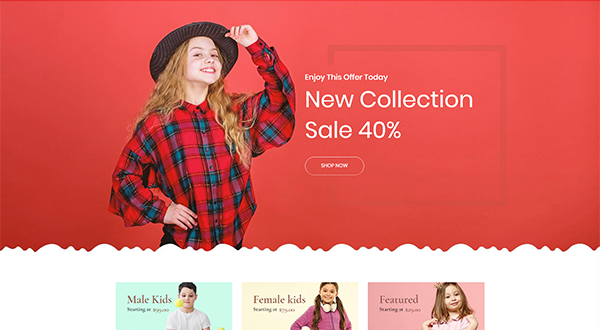 Enjoy This Offer Today
New Collection
Sale 40%
SHOP NOW
Male Kids
Starting at $99.00
Female kids
Starting at $79.00
Featured
Starting at $29.00